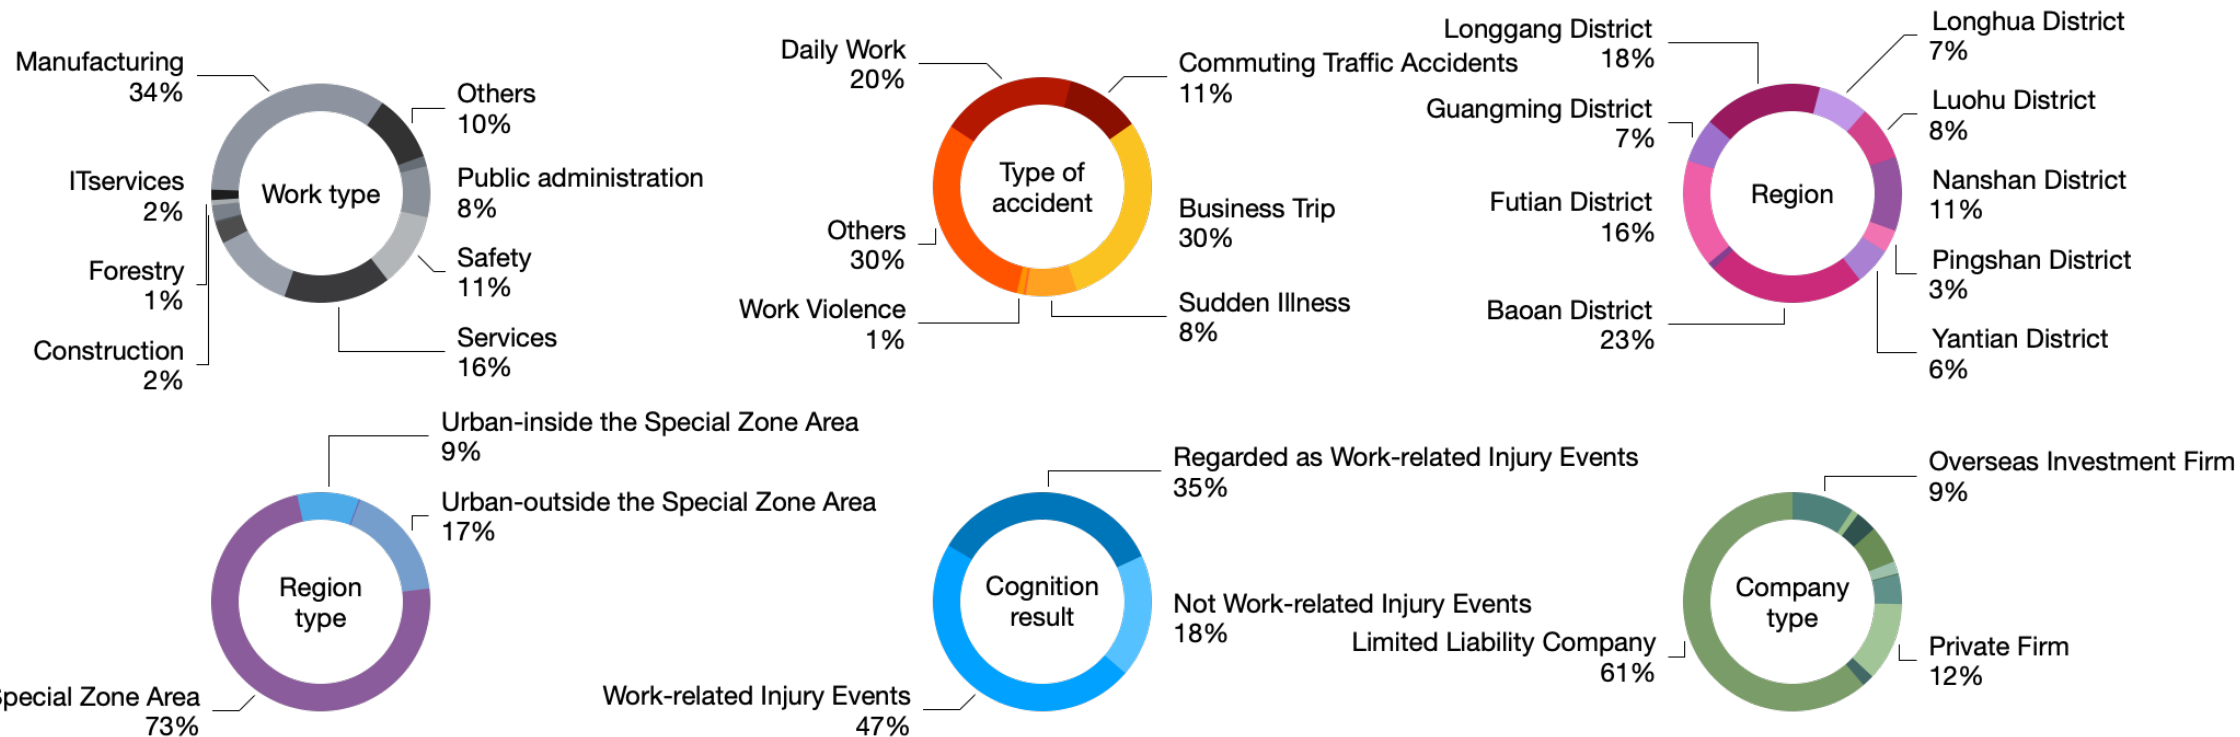 Manufacturing
34%
Others
10%
ITservices
2%
Work type
Public administration
8%
Forestry
1%
Safety
11%
Construction
2%
Services
16%
Daily Work
20%
Commuting Traffic Accidents
11%
Type of
accident
Others
30%
Business Trip
30%
Work Violence
1%
Sudden Illness
8%
Longgang District
18%
Longhua District
7%
Guangming District
7%
Luohu District
8%
Region
Futian District
16%
Nanshan District
11%
Pingshan District
3%
Baoan District
23%
Yantian District
6%
Urban-inside the Special Zone Area
9%
Urban-outside the Special Zone Area
17%
Region
type
Special Zone Area
73%
Regarded as Work-related Injury Events
35%
Cognition
result
Not Work-related Injury Events
18%
Work-related Injury Events
47%
Overseas Investment Firm
9%
Company
type
Limited Liability Company
61%
Private Firm
12%